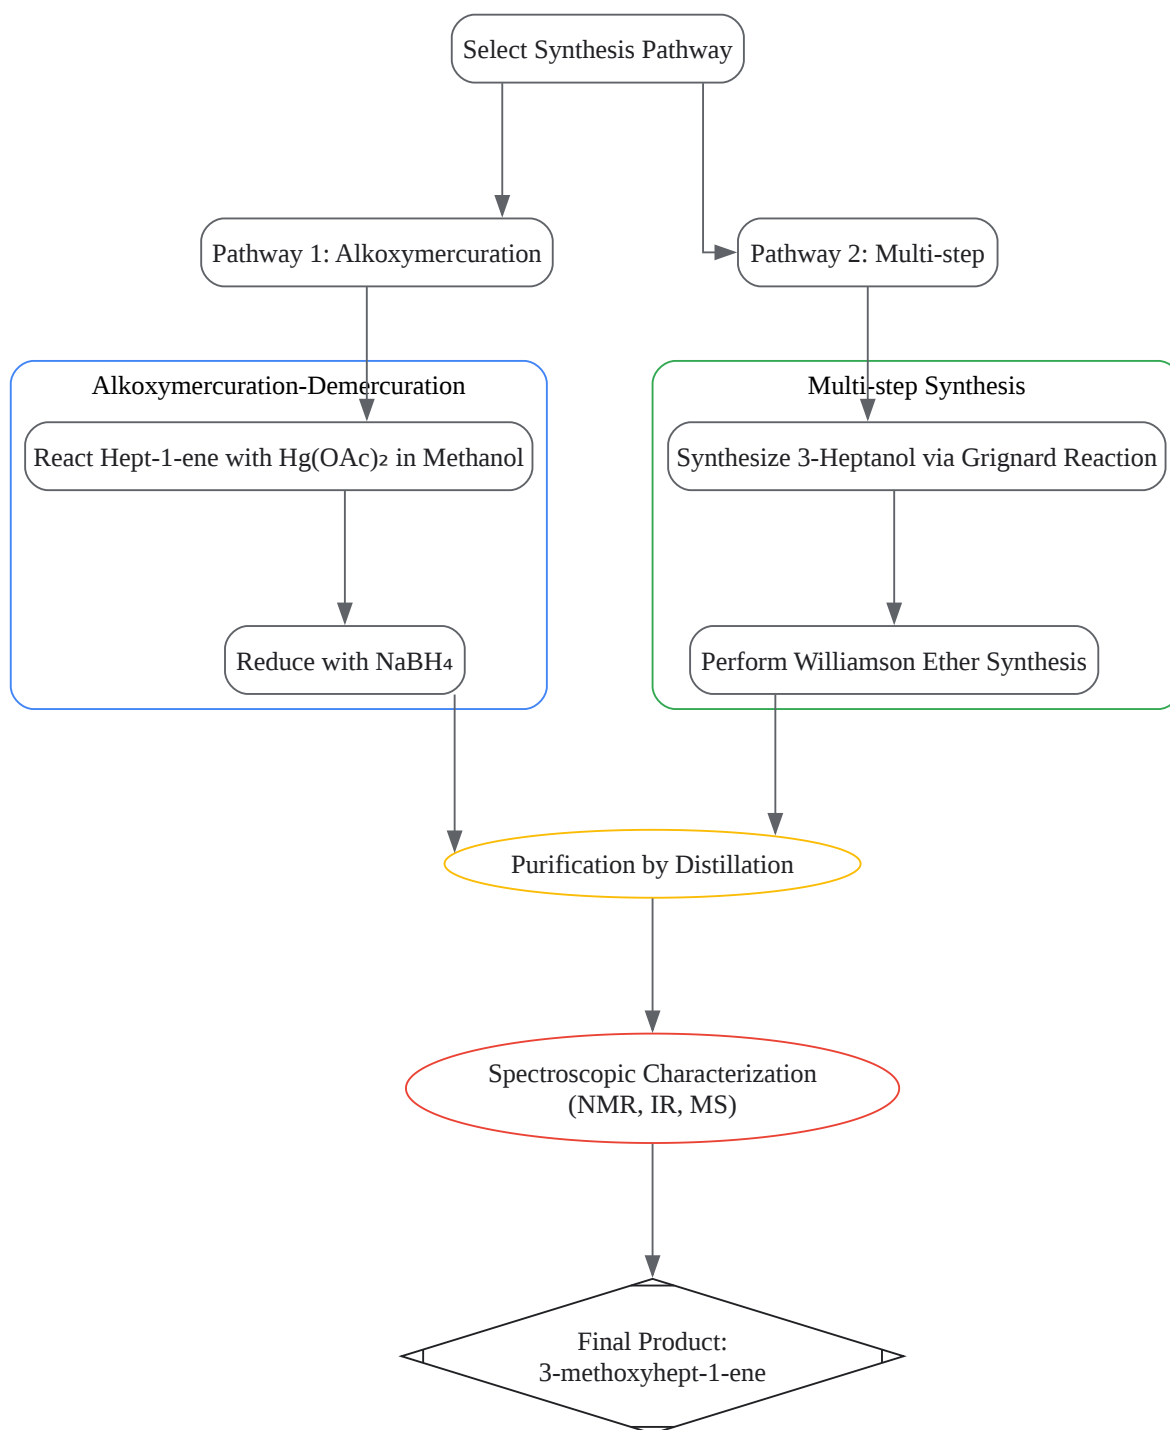 Select Synthesis Pathway
Pathway 1: Alkoxymercuration
Pathway 2: Multi-step
Alkoxymercuration-Demercuration
Multi-step Synthesis
React Hept-1-ene with Hg(OAc)₂ in Methanol
Synthesize 3-Heptanol via Grignard Reaction
Reduce with NaBH₄
Perform Williamson Ether Synthesis
Purification by Distillation
Spectroscopic Characterization
(NMR, IR, MS)
Final Product:
3-methoxyhept-1-ene